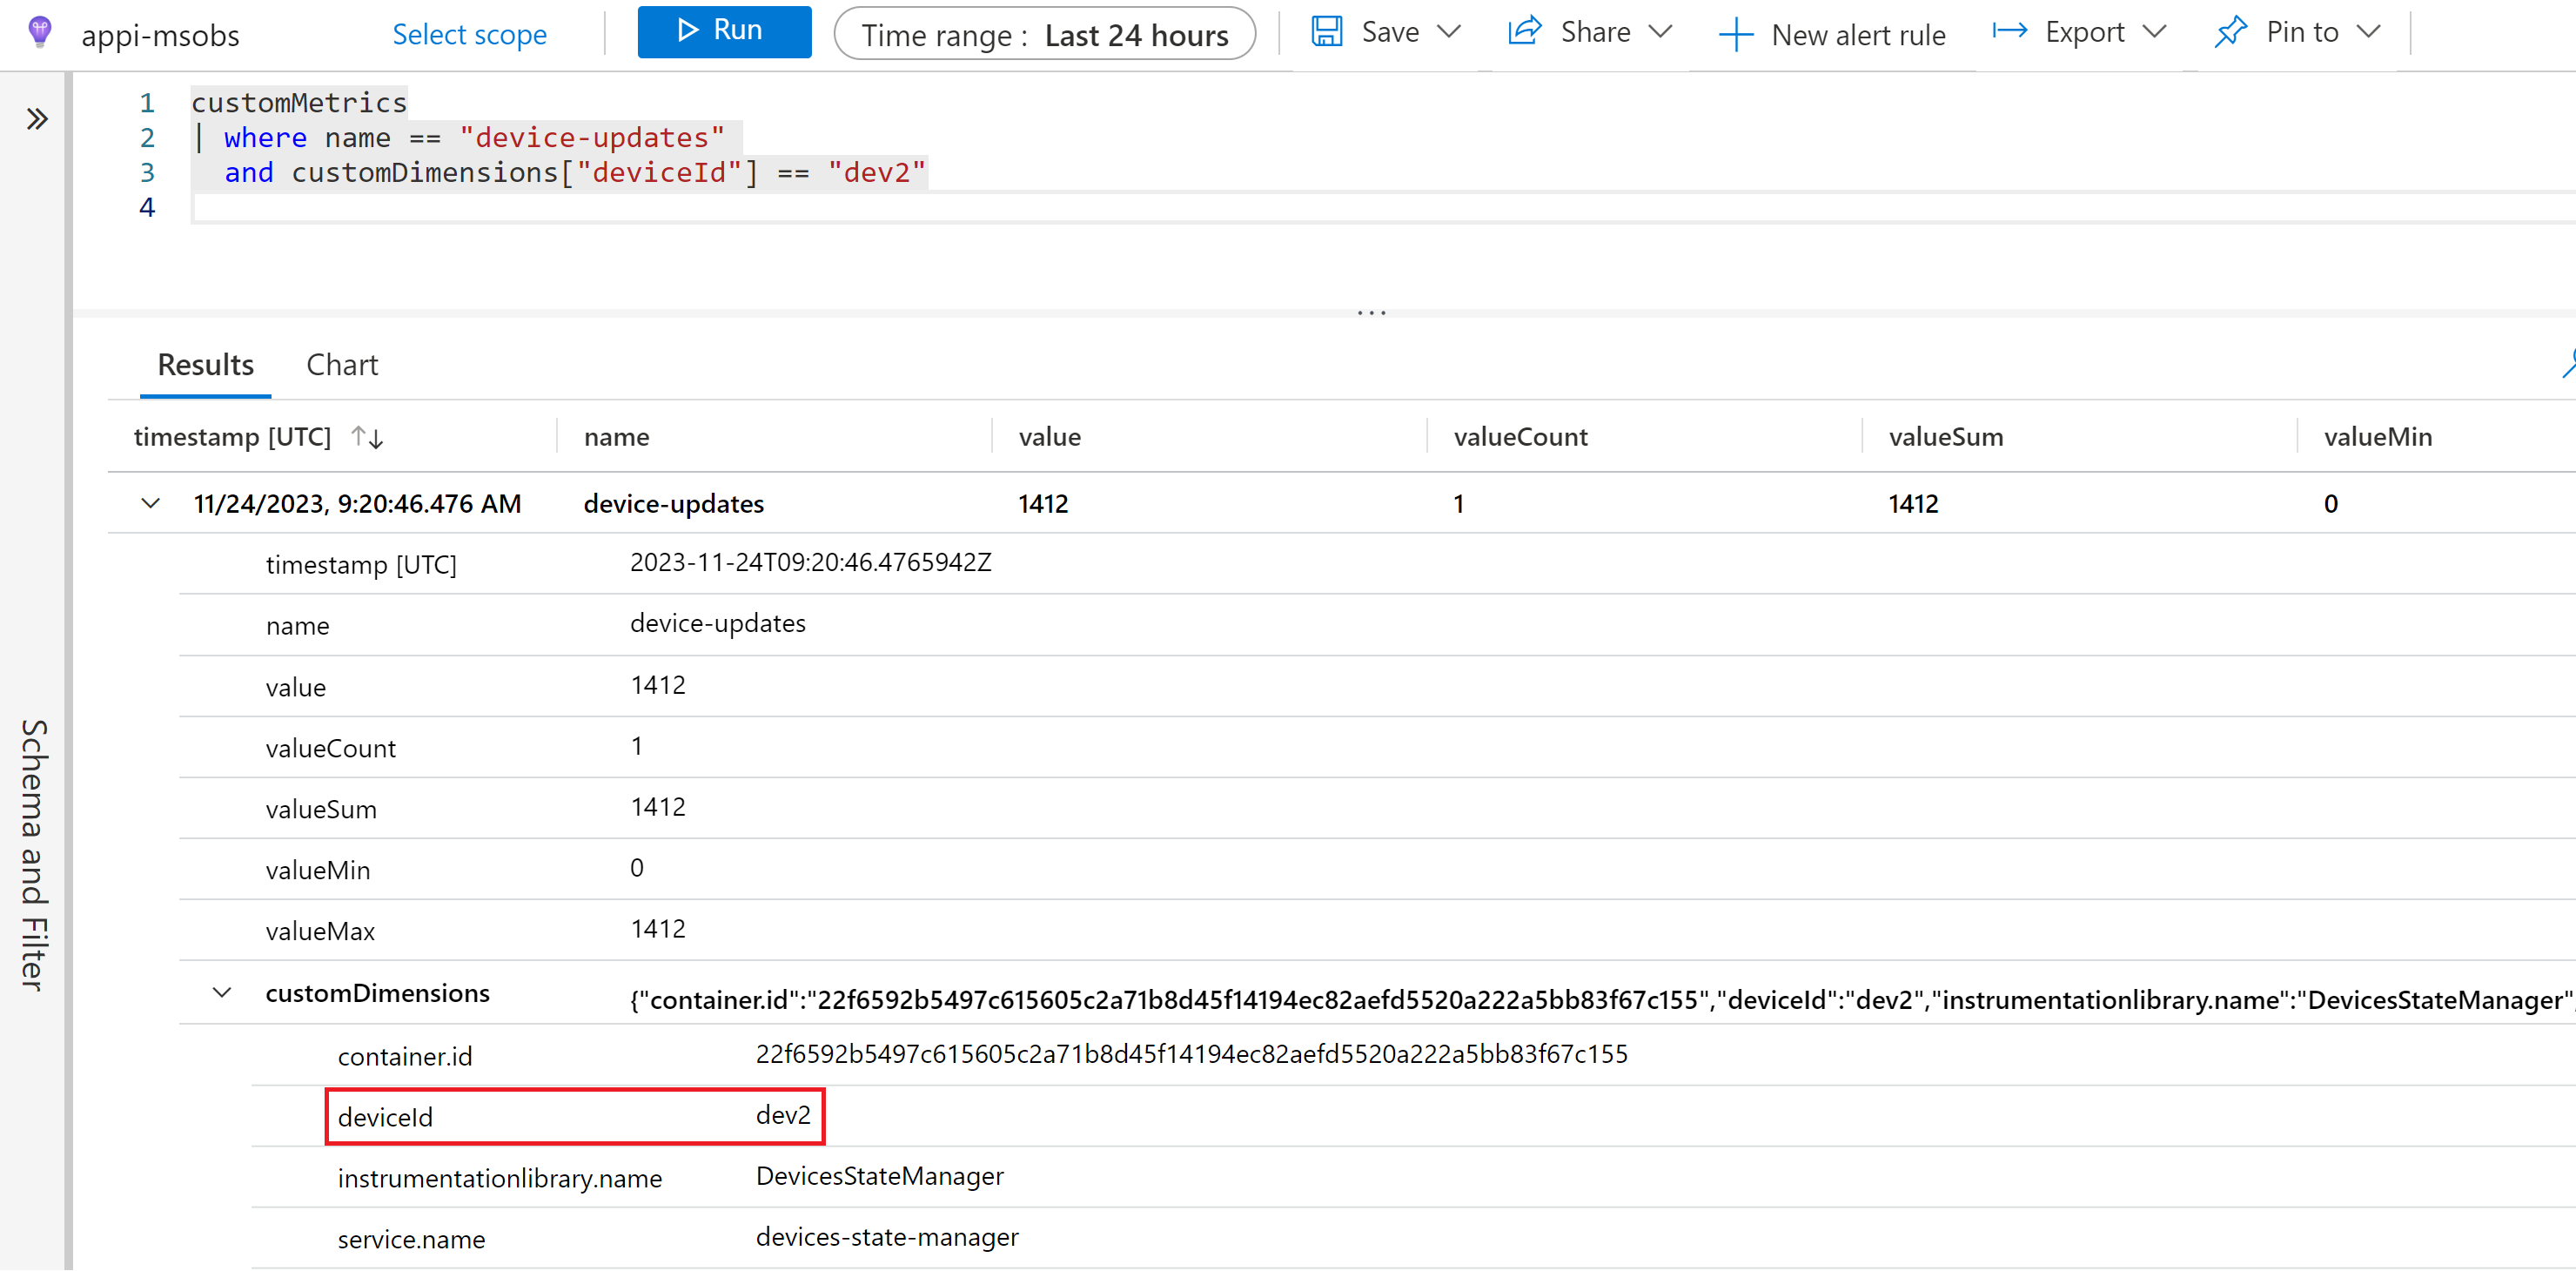 appi-msobs Select scope Run Time range : Last 24 hours Save Share New alert rule Export Pin to
1 customMetrics
2 | where name == "device-updates"
3 and customDimensions["deviceId"] == "dev2"
4
Schema and Filter
Results Chart
timestamp [UTC] name value valueCount valueSum valueMin
11/24/2023, 9:20:46.476 AM device-updates 1412 1 1412 0
timestamp [UTC] 2023-11-24T09:20:46.4765942Z
name device-updates
value 1412
valueCount 1
valueSum 1412
valueMin 0
valueMax 1412
customDimensions {"container.id":"22f6592b5497c615605c2a71b8d45f14194ec82aefd5520a222a5bb83f67c155","deviceId":"dev2","instrumentationlibrary.name":"DevicesStateManager",
container.id 22f6592b5497c615605c2a71b8d45f14194ec82aefd5520a222a5bb83f67c155
deviceId dev2
instrumentationlibrary.name DevicesStateManager
service.name devices-state-manager